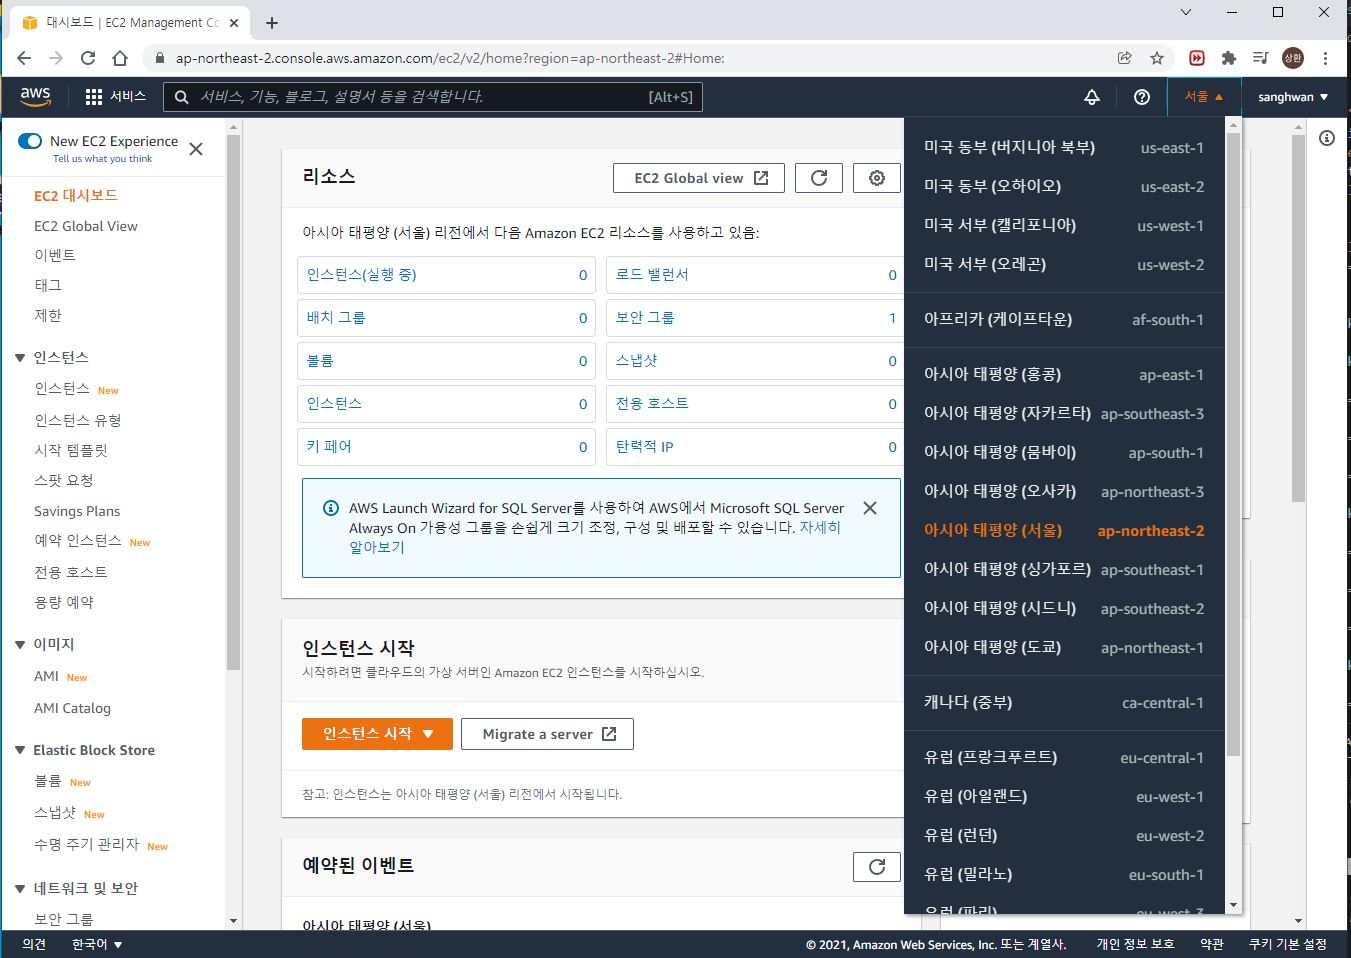 대시보드 | EC2 Management Co
ap-northeast-2.console.aws.amazon.com/ec2/v2/home?region=ap-northeast-2#Home:
상환
aws
서비스
서비스, 기능, 블로그, 설명서 등을 검색합니다.
[Alt+S]
서울
sanghwan
New EC2 Experience
Tell us what you think
EC2 대시보드
EC2 Global View
이벤트
태그
제한
인스턴스
인스턴스 New
인스턴스 유형
시작 템플릿
스팟 요청
Savings Plans
예약 인스턴스 New
전용 호스트
용량 예약
이미지
AMI New
AMI Catalog
Elastic Block Store
볼륨 New
스냅샷 New
수명 주기 관리자 New
네트워크 및 보안
보안 그룹
리소스
EC2 Global view
아시아 태평양 (서울) 리전에서 다음 Amazon EC2 리소스를 사용하고 있음:
인스턴스(실행 중) 0
로드 밸런서 0
배치 그룹 0
보안 그룹 1
볼륨 0
스냅샷 0
인스턴스 0
전용 호스트 0
키 페어 0
탄력적 IP 0
AWS Launch Wizard for SQL Server를 사용하여 AWS에서 Microsoft SQL Server
Always On 가용성 그룹을 손쉽게 크기 조정, 구성 및 배포할 수 있습니다. 자세히
알아보기
인스턴스 시작
시작하려면 클라우드의 가상 서버인 Amazon EC2 인스턴스를 시작하십시오.
인스턴스 시작
Migrate a server
참고: 인스턴스는 아시아 태평양 (서울) 리전에서 시작됩니다.
예약된 이벤트
아시아 태평양 (서울)
미국 동부 (버지니아 북부) us-east-1
미국 동부 (오하이오) us-east-2
미국 서부 (캘리포니아) us-west-1
미국 서부 (오레곤) us-west-2
아프리카 (케이프타운) af-south-1
아시아 태평양 (홍콩) ap-east-1
아시아 태평양 (자카르타) ap-southeast-3
아시아 태평양 (뭄바이) ap-south-1
아시아 태평양 (오사카) ap-northeast-3
아시아 태평양 (서울) ap-northeast-2
아시아 태평양 (싱가포르) ap-southeast-1
아시아 태평양 (시드니) ap-southeast-2
아시아 태평양 (도쿄) ap-northeast-1
캐나다 (중부) ca-central-1
유럽 (프랑크푸르트) eu-central-1
유럽 (아일랜드) eu-west-1
유럽 (런던) eu-west-2
유럽 (밀라노) eu-south-1
유럽 (파리) eu-west-3
의견
한국어
© 2021, Amazon Web Services, Inc. 또는 계열사.
개인 정보 보호
약관
쿠키 기본 설정